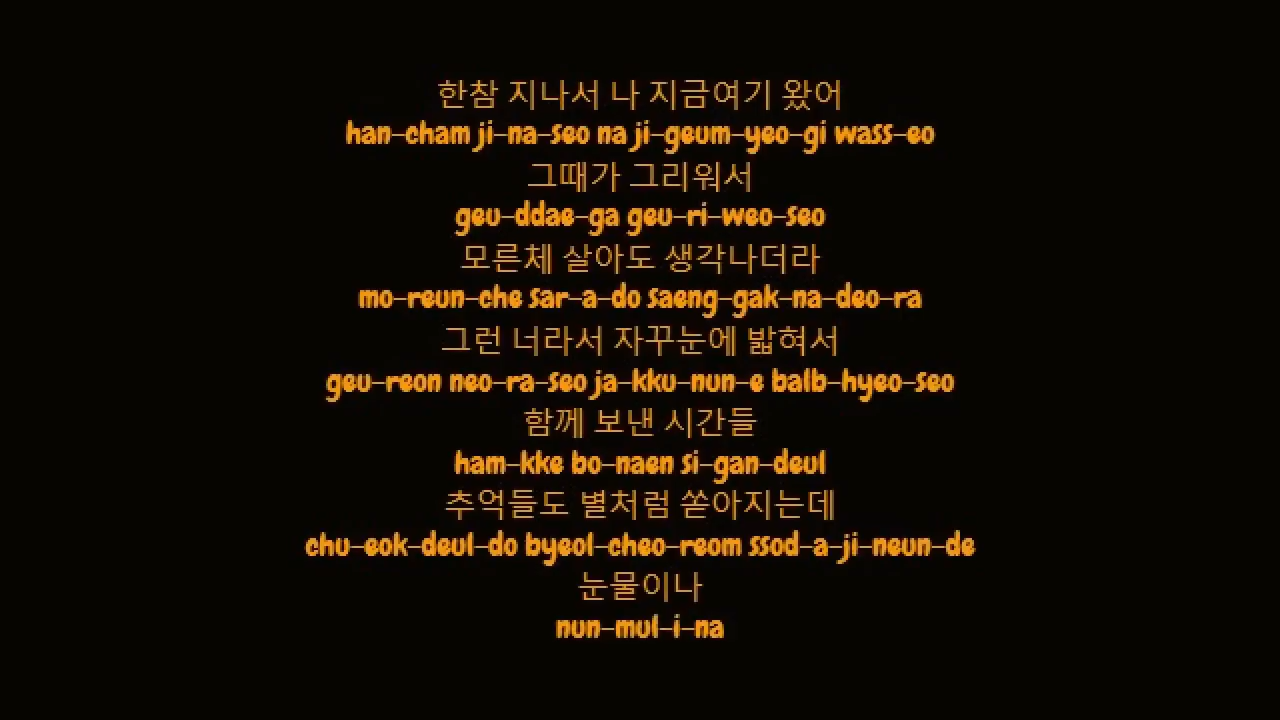 한참 지나서 나 지금여기 왔어
han-cham ji-na-seo na ji-geum-yeo-gi wass-eo
그때가 그리워서
geu-ddae-ga geu-ri-weo-seo
모른체 살아도 생각나더라
mo-reun-che sar-a-do saeng-gak-na-deo-ra
그런 너라서 자꾸눈에 밟혀서
geu-reon neo-ra-seo ja-kku-nun-e balb-hyeo-seo
함께 보낸 시간들
ham-kke bo-naen si-gan-deul
추억들도 별처럼 쏟아지는데
chu-eok-deul-do byeol-cheo-reom ssod-a-ji-neun-de
눈물이나
nun-mul-i-na